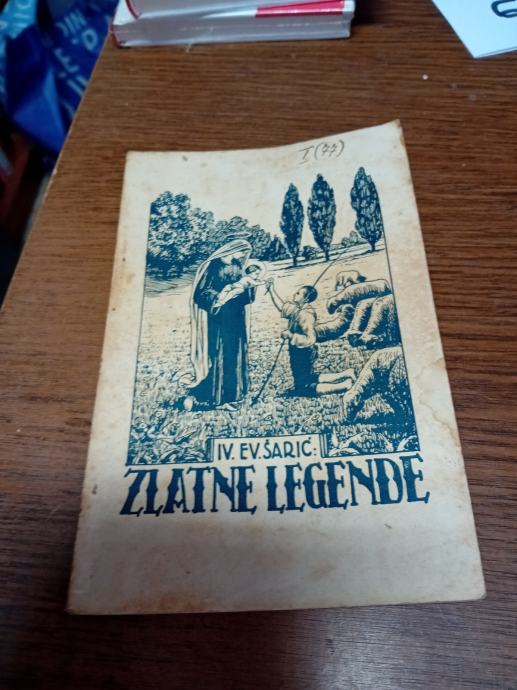 I (77)
IV. EV. ŠARIĆ:
ZLATNE LEGENDE